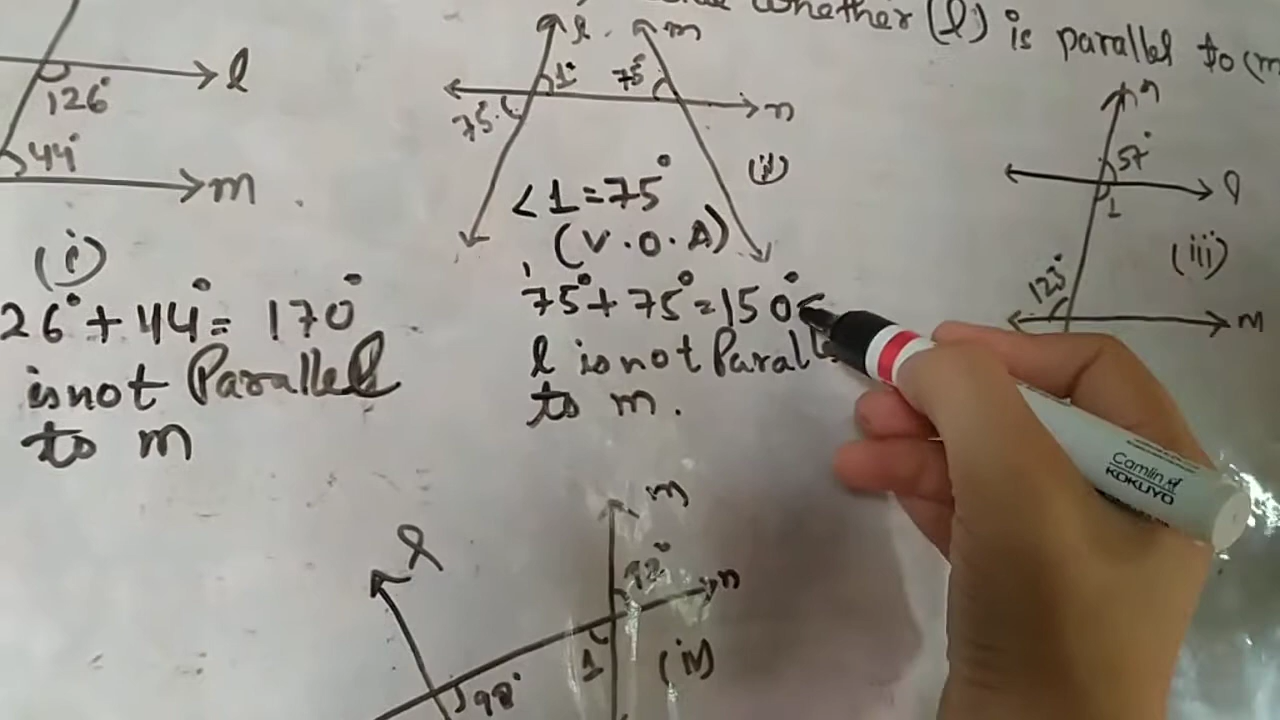 whether (l) is parallel to (m
l
126°
44°
m
(i)
26° + 44° = 170°
is not Parallel
to m
l
m
1
75°
75°
n
(ii)
< 1 = 75°
(V.O.A)
75° + 75° = 150°
l is not Parall
to m.
n
57°
l
1
(iii)
123°
m
l
m
n
1
(iv)
98°
Camlin
KOKUYO